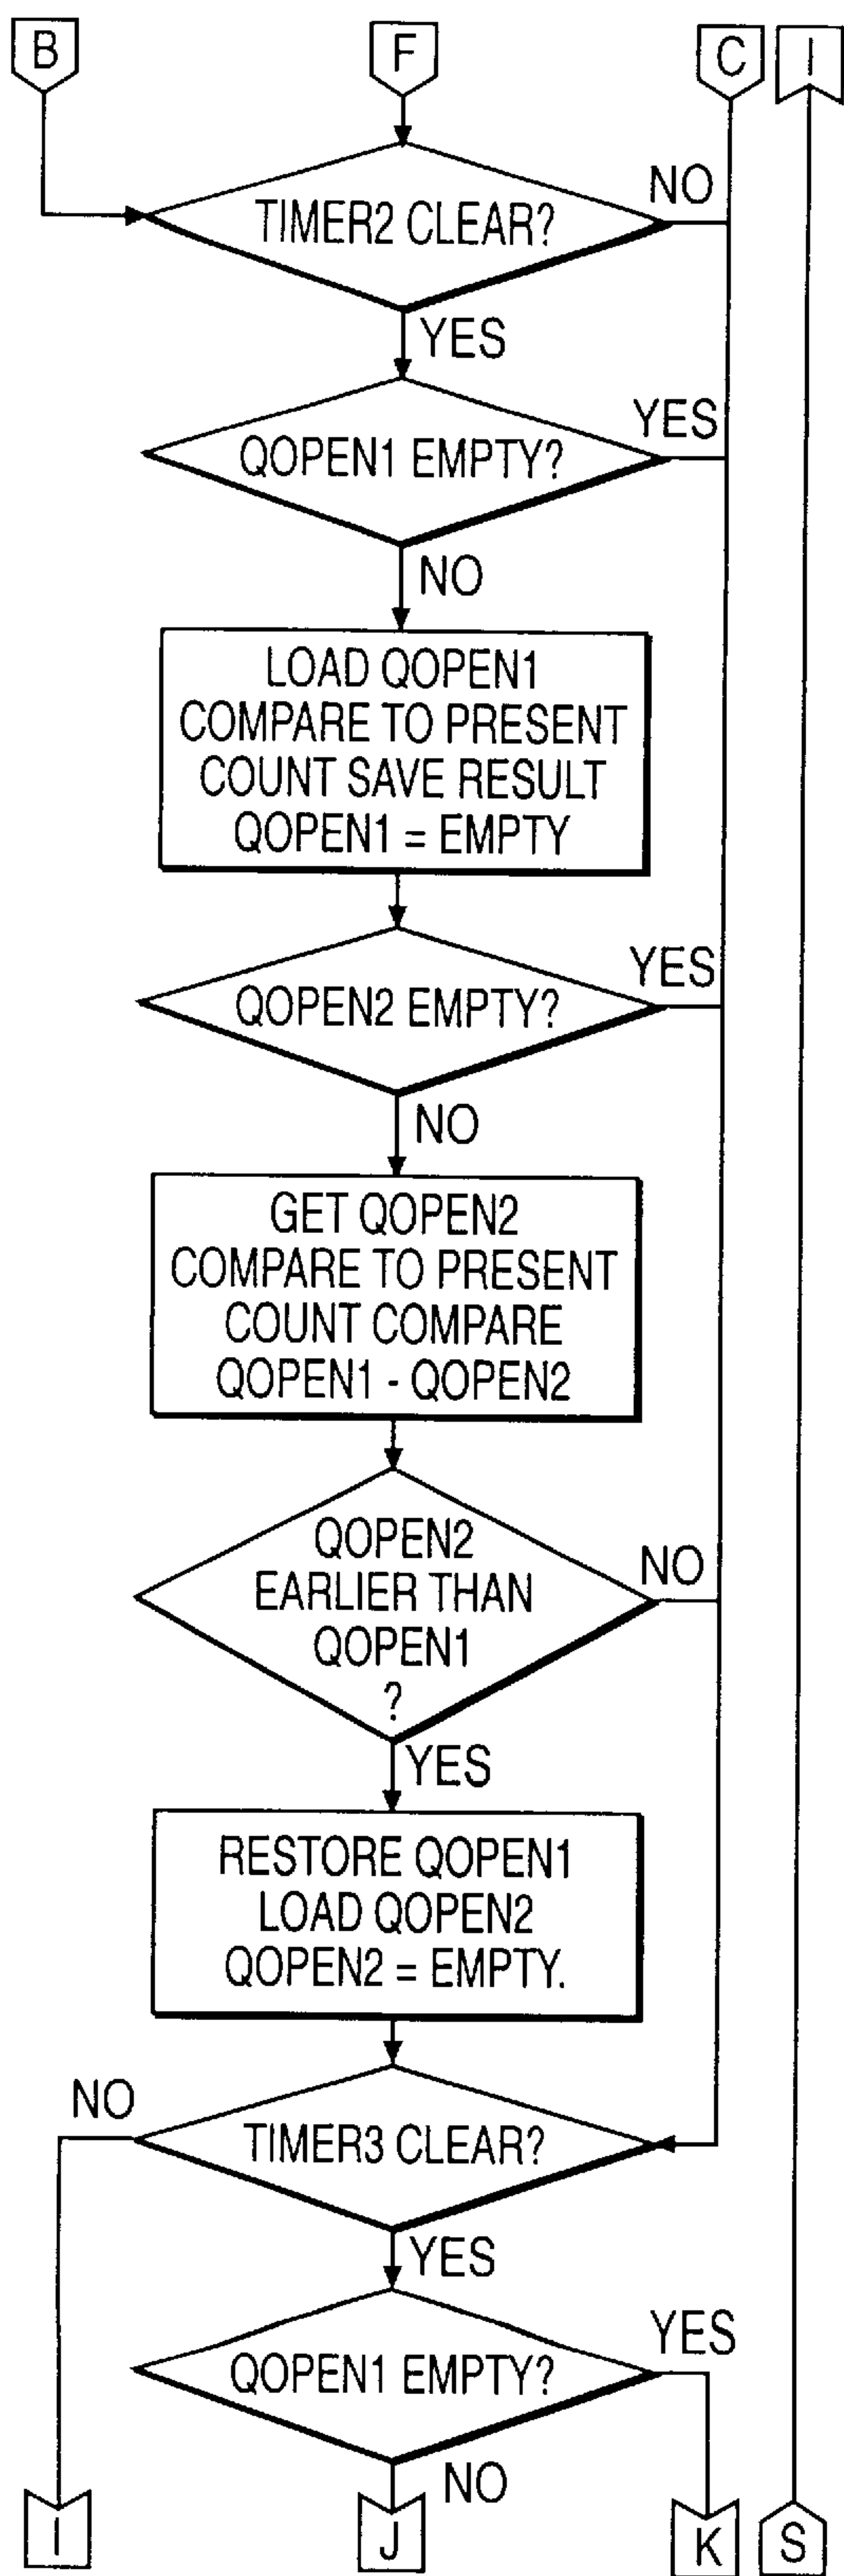 B
F
C
I
TIMER2 CLEAR?
NO
YES
QOPEN1 EMPTY?
YES
NO
LOAD QOPEN1
COMPARE TO PRESENT
COUNT SAVE RESULT
QOPEN1 = EMPTY
QOPEN2 EMPTY?
YES
NO
GET QOPEN2
COMPARE TO PRESENT
COUNT COMPARE
QOPEN1 - QOPEN2
QOPEN2
EARLIER THAN
QOPEN1
?
NO
YES
RESTORE QOPEN1
LOAD QOPEN2
QOPEN2 = EMPTY.
NO
TIMER3 CLEAR?
YES
QOPEN1 EMPTY?
YES
NO
I
J
K
S